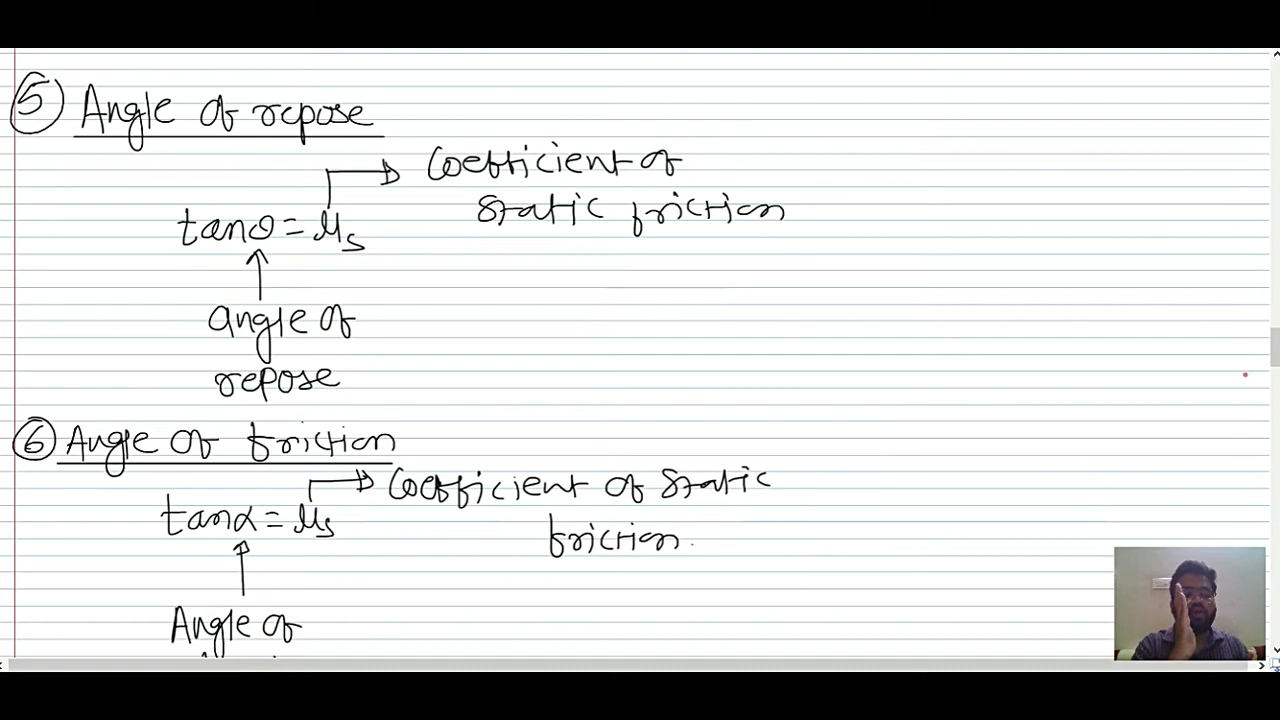 5 Angle of repose
Coefficient of
static friction
tanθ = μs
angle of
repose
6 Angle of friction
Coefficient of static
friction
tanα = μs
Angle of